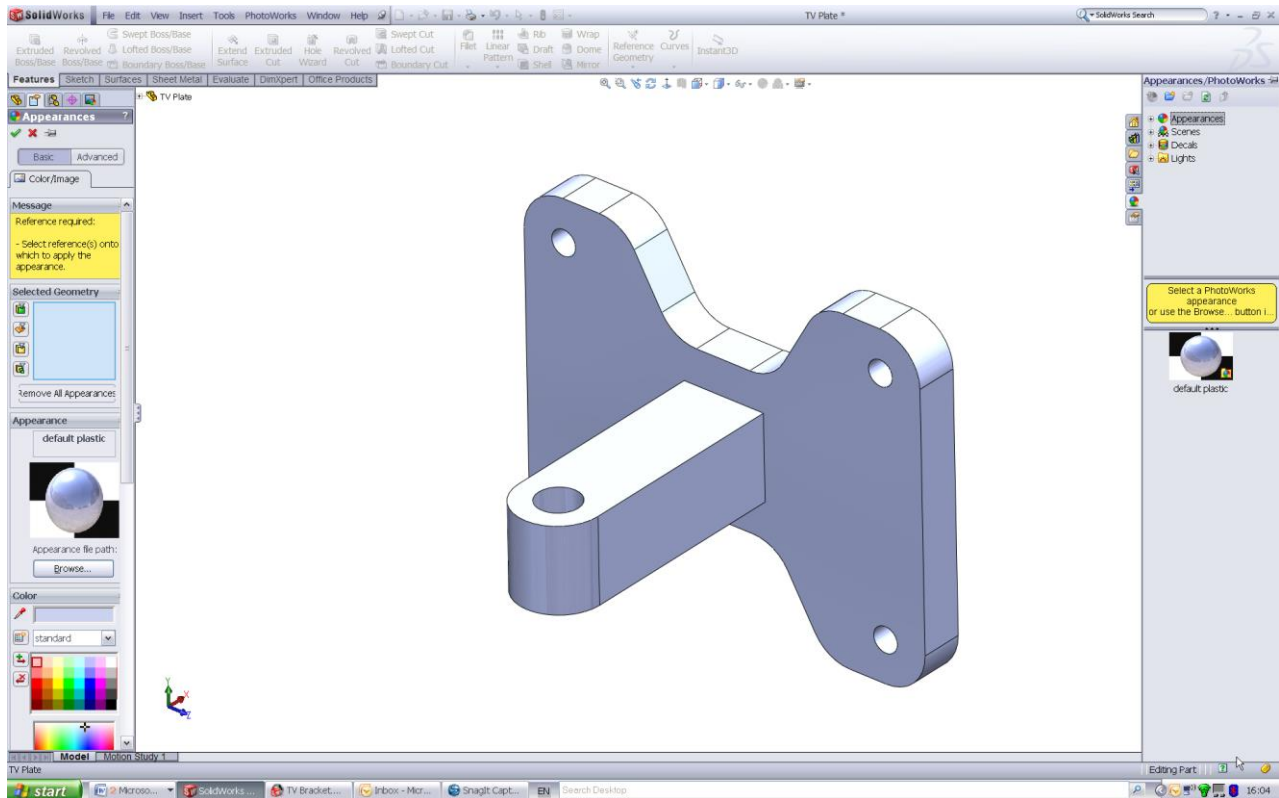 SolidWorks File Edit View Insert Tools PhotoWorks Window Help
TV Plate *
SolidWorks Search
Extruded Boss/Base
Revolved Boss/Base
Swept Boss/Base
Lofted Boss/Base
Boundary Boss/Base
Extend Surface
Extruded Cut
Hole Wizard
Revolved Cut
Swept Cut
Lofted Cut
Boundary Cut
Fillet
Linear Pattern
Rib
Draft
Shell
Wrap
Dome
Mirror
Reference Geometry
Curves
Instant3D
Features Sketch Surfaces Sheet Metal Evaluate DimXpert Office Products
TV Plate
Appearances ?
Basic Advanced
Color/Image
Message
Reference required:
- Select reference(s) onto
which to apply the
appearance.
Selected Geometry
Remove All Appearances
Appearance
default plastic
Appearance file path:
Browse...
Color
standard
Y
X
Z
Appearances/PhotoWorks
Appearances
Scenes
Decals
Lights
Select a PhotoWorks
appearance
or use the Browse... button i...
default plastic
Model Motion Study 1
TV Plate
Editing Part
start
2 Microso...
SolidWorks ...
TV Bracket....
Inbox - Micr...
SnagIt Capt...
EN
Search Desktop
16:04